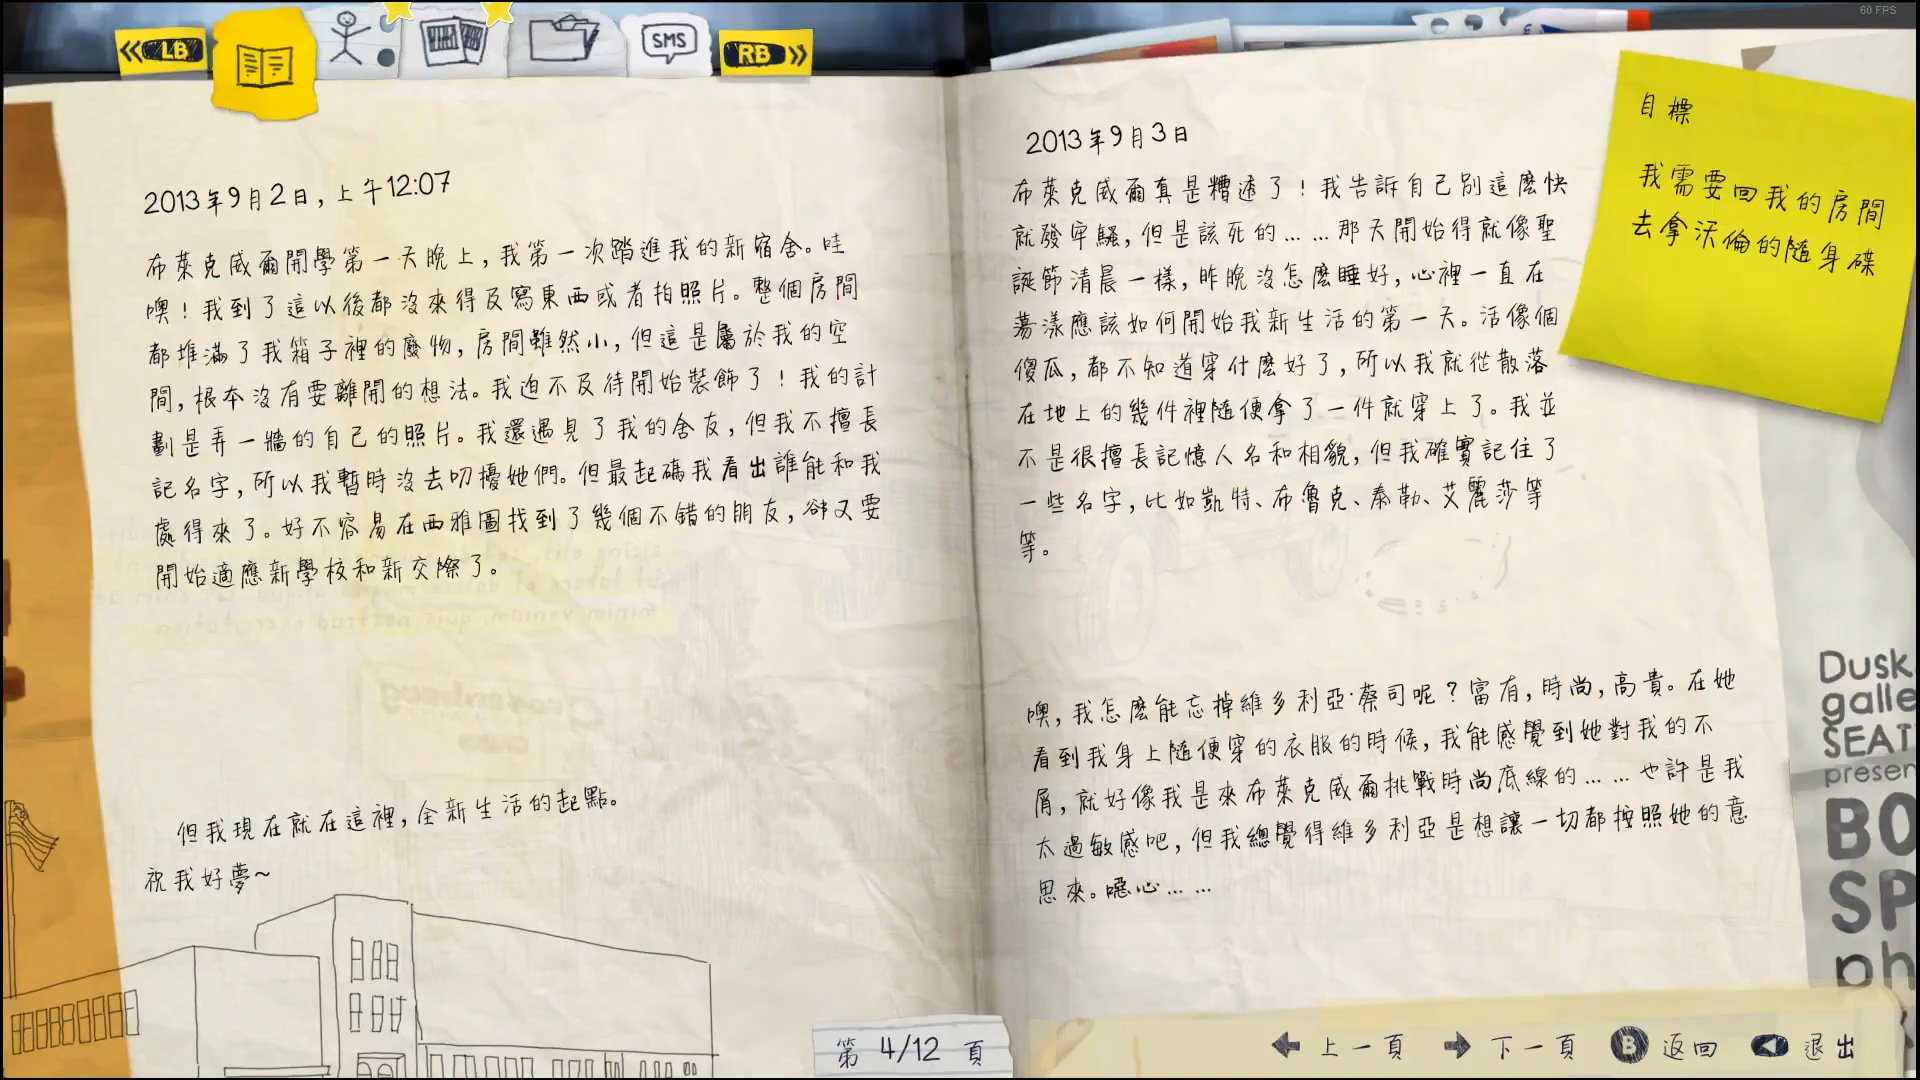 60 FPS
LB
SMS
RB
2013年9月2日,上午12:07
布萊克威爾開學第一天晚上,我第一次踏進我的新宿舍。哇
噢!我到了這以後都沒來得及寫東西或者拍照片。整個房間
都堆滿了我箱子裡的廢物,房間雖然小,但這是屬於我的空
間,根本沒有要離開的想法。我迫不及待開始裝飾了!我的計
劃是弄一牆的自己的照片。我還遇見了我的舍友,但我不擅長
記名字,所以我暫時沒去叨擾她們。但最起碼我看出誰能和我
處得來了。好不容易在西雅圖找到了幾個不錯的朋友,卻又要
開始適應新學校和新交際了。
但我現在就在這裡,全新生活的起點。
祝我好夢~
2013年9月3日
布萊克威爾真是糟透了!我告訴自己別這麼快
就發牢騷,但是該死的……那天開始得就像聖
誕節清晨一樣,昨晚沒怎麼睡好,心裡一直在
蕩漾應該如何開始我新生活的第一天。活像個
傻瓜,都不知道穿什麼好了,所以我就從散落
在地上的幾件裡隨便拿了一件就穿上了。我並
不是很擅長記憶人名和相貌,但我確實記住了
一些名字,比如凱特、布魯克、泰勒、艾麗莎等
等。
噢,我怎麼能忘掉維多利亞·蔡司呢?富有,時尚,高貴。在她
看到我身上隨便穿的衣服的時候,我能感覺到她對我的不
屑,就好像我是來布萊克威爾挑戰時尚底線的……也許是我
太過敏感吧,但我總覺得維多利亞是想讓一切都按照她的意
思來。噁心……
目標
我需要回我的房間
去拿沃倫的隨身碟
Dusk
galle
SEAT
presen
BO
SP
ph
第 4/12 頁
上一頁 下一頁 B 返回 退出